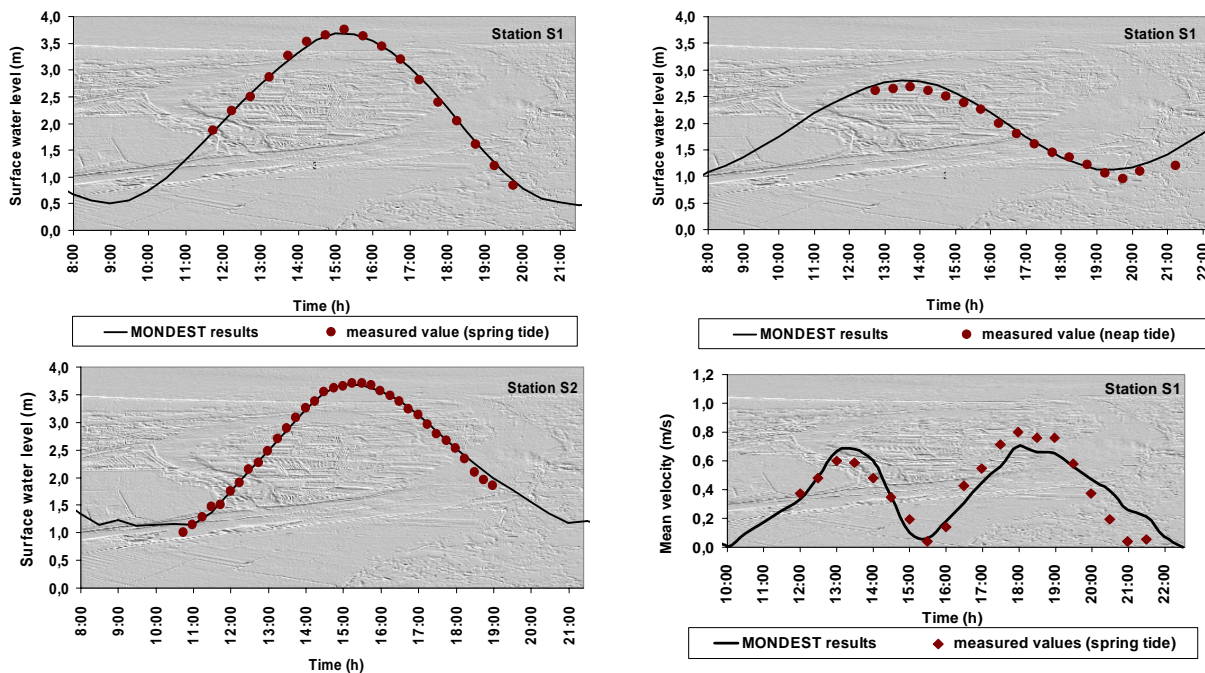 Station S1
Surface water level (m)
4,0
3,5
3,0
2,5
2,0
1,5
1,0
0,5
0,0
8:00 9:00 10:00 11:00 12:00 13:00 14:00 15:00 16:00 17:00 18:00 19:00 20:00 21:00
Time (h)
MONDEST results measured value (spring tide)
Station S1
Surface water level (m)
4,0
3,5
3,0
2,5
2,0
1,5
1,0
0,5
0,0
8:00 9:00 10:00 11:00 12:00 13:00 14:00 15:00 16:00 17:00 18:00 19:00 20:00 21:00 22:00
Time (h)
MONDEST results measured value (neap tide)
Station S2
Surface water level (m)
4,0
3,5
3,0
2,5
2,0
1,5
1,0
0,5
0,0
8:00 9:00 10:00 11:00 12:00 13:00 14:00 15:00 16:00 17:00 18:00 19:00 20:00 21:00
Time (h)
MONDEST results measured value (spring tide)
Station S1
Mean velocity (m/s)
1,2
1,0
0,8
0,6
0,4
0,2
0,0
10:00 11:00 12:00 13:00 14:00 15:00 16:00 17:00 18:00 19:00 20:00 21:00 22:00
Time (h)
MONDEST results measured values (spring tide)